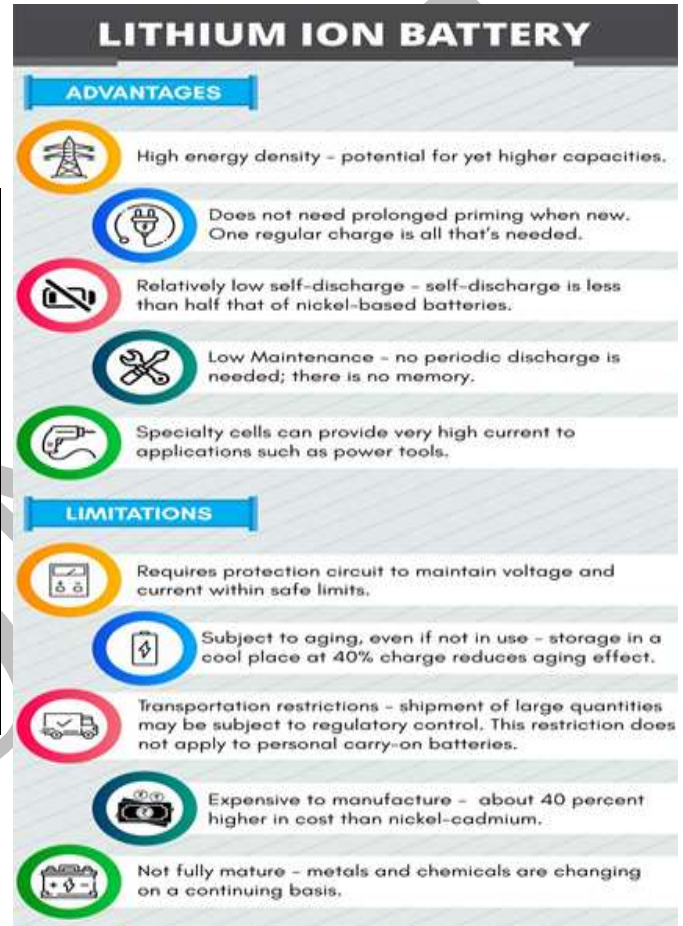 LITHIUM ION BATTERY
ADVANTAGES
High energy density - potential for yet higher capacities.
Does not need prolonged priming when new.
One regular charge is all that's needed.
Relatively low self-discharge - self-discharge is less
than half that of nickel-based batteries.
Low Maintenance - no periodic discharge is
needed; there is no memory.
Specialty cells can provide very high current to
applications such as power tools.
LIMITATIONS
Requires protection circuit to maintain voltage and
current within safe limits.
Subject to aging, even if not in use - storage in a
cool place at 40% charge reduces aging effect.
Transportation restrictions - shipment of large quantities
may be subject to regulatory control. This restriction does
not apply to personal carry-on batteries.
Expensive to manufacture - about 40 percent
higher in cost than nickel-cadmium.
Not fully mature - metals and chemicals are changing
on a continuing basis.